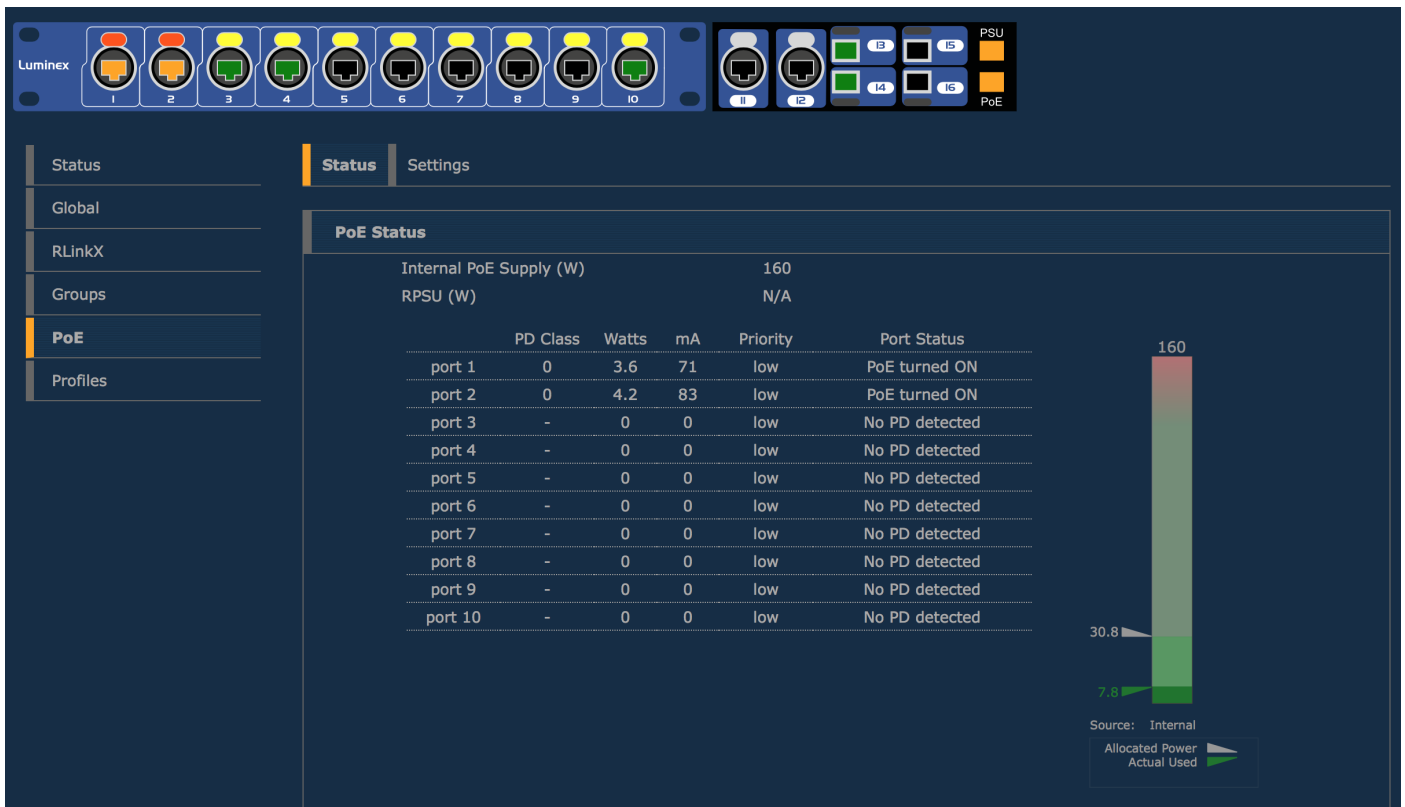 PSU
Luminex
13 15
1 2 3 4 5 6 7 8 9 10 11 12 14 16
PoE
Status
Global
RLinkX
Groups
PoE
Profiles
Status Settings
PoE Status
Internal PoE Supply (W) 160
RPSU (W) N/A
PD Class Watts mA Priority Port Status
port 1 0 3.6 71 low PoE turned ON
port 2 0 4.2 83 low PoE turned ON
port 3 - 0 0 low No PD detected
port 4 - 0 0 low No PD detected
port 5 - 0 0 low No PD detected
port 6 - 0 0 low No PD detected
port 7 - 0 0 low No PD detected
port 8 - 0 0 low No PD detected
port 9 - 0 0 low No PD detected
port 10 - 0 0 low No PD detected
160
30.8
7.8
Source: Internal
Allocated Power
Actual Used